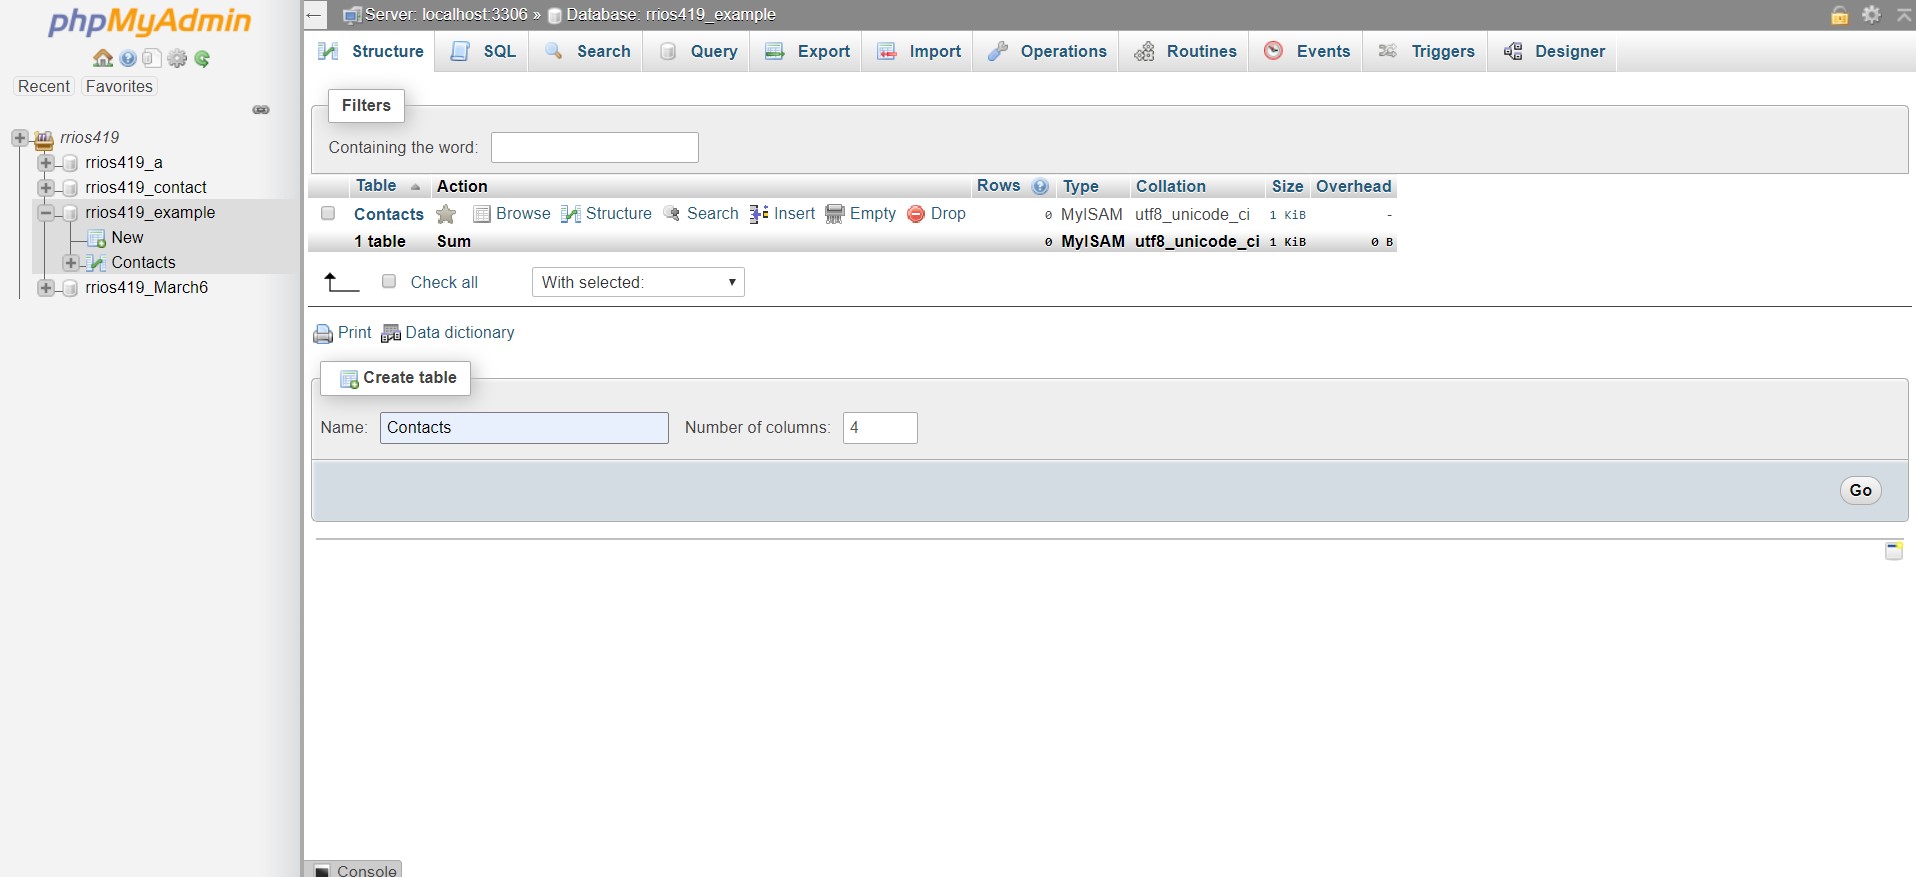 phpMyAdmin
Recent Favorites
rrios419
rrios419_a
rrios419_contact
rrios419_example
New
Contacts
rrios419_March6
Server: localhost:3306 » Database: rrios419_example
Structure SQL Search Query Export Import Operations Routines Events Triggers Designer
Filters
Containing the word:
Table Action Rows Type Collation Size Overhead
Contacts Browse Structure Search Insert Empty Drop 0 MyISAM utf8_unicode_ci 1 KiB -
1 table Sum 0 MyISAM utf8_unicode_ci 1 KiB 0 B
Check all With selected:
Print Data dictionary
Create table
Name: Contacts Number of columns: 4
Go
Console